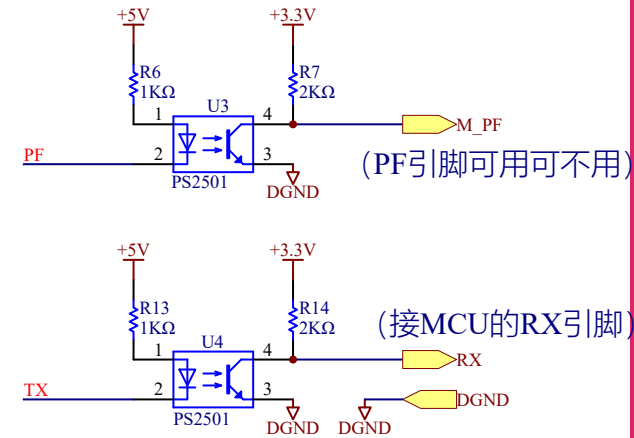 +5V
+3.3V
R6
1KΩ
R7
2KΩ
U3
1
4
M_PF
PF
2
3
PS2501
DGND
（PF引脚可用可不用）
+5V
+3.3V
R13
1KΩ
R14
2KΩ
（接MCU的RX引脚）
U4
1
4
RX
TX
2
3
DGND
PS2501
DGND
DGND